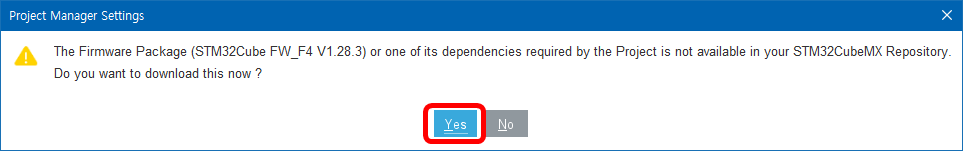 Project Manager Settings
The Firmware Package (STM32Cube FW_F4 V1.28.3) or one of its dependencies required by the Project is not available in your STM32CubeMX Repository.
Do you want to download this now ?
Yes No